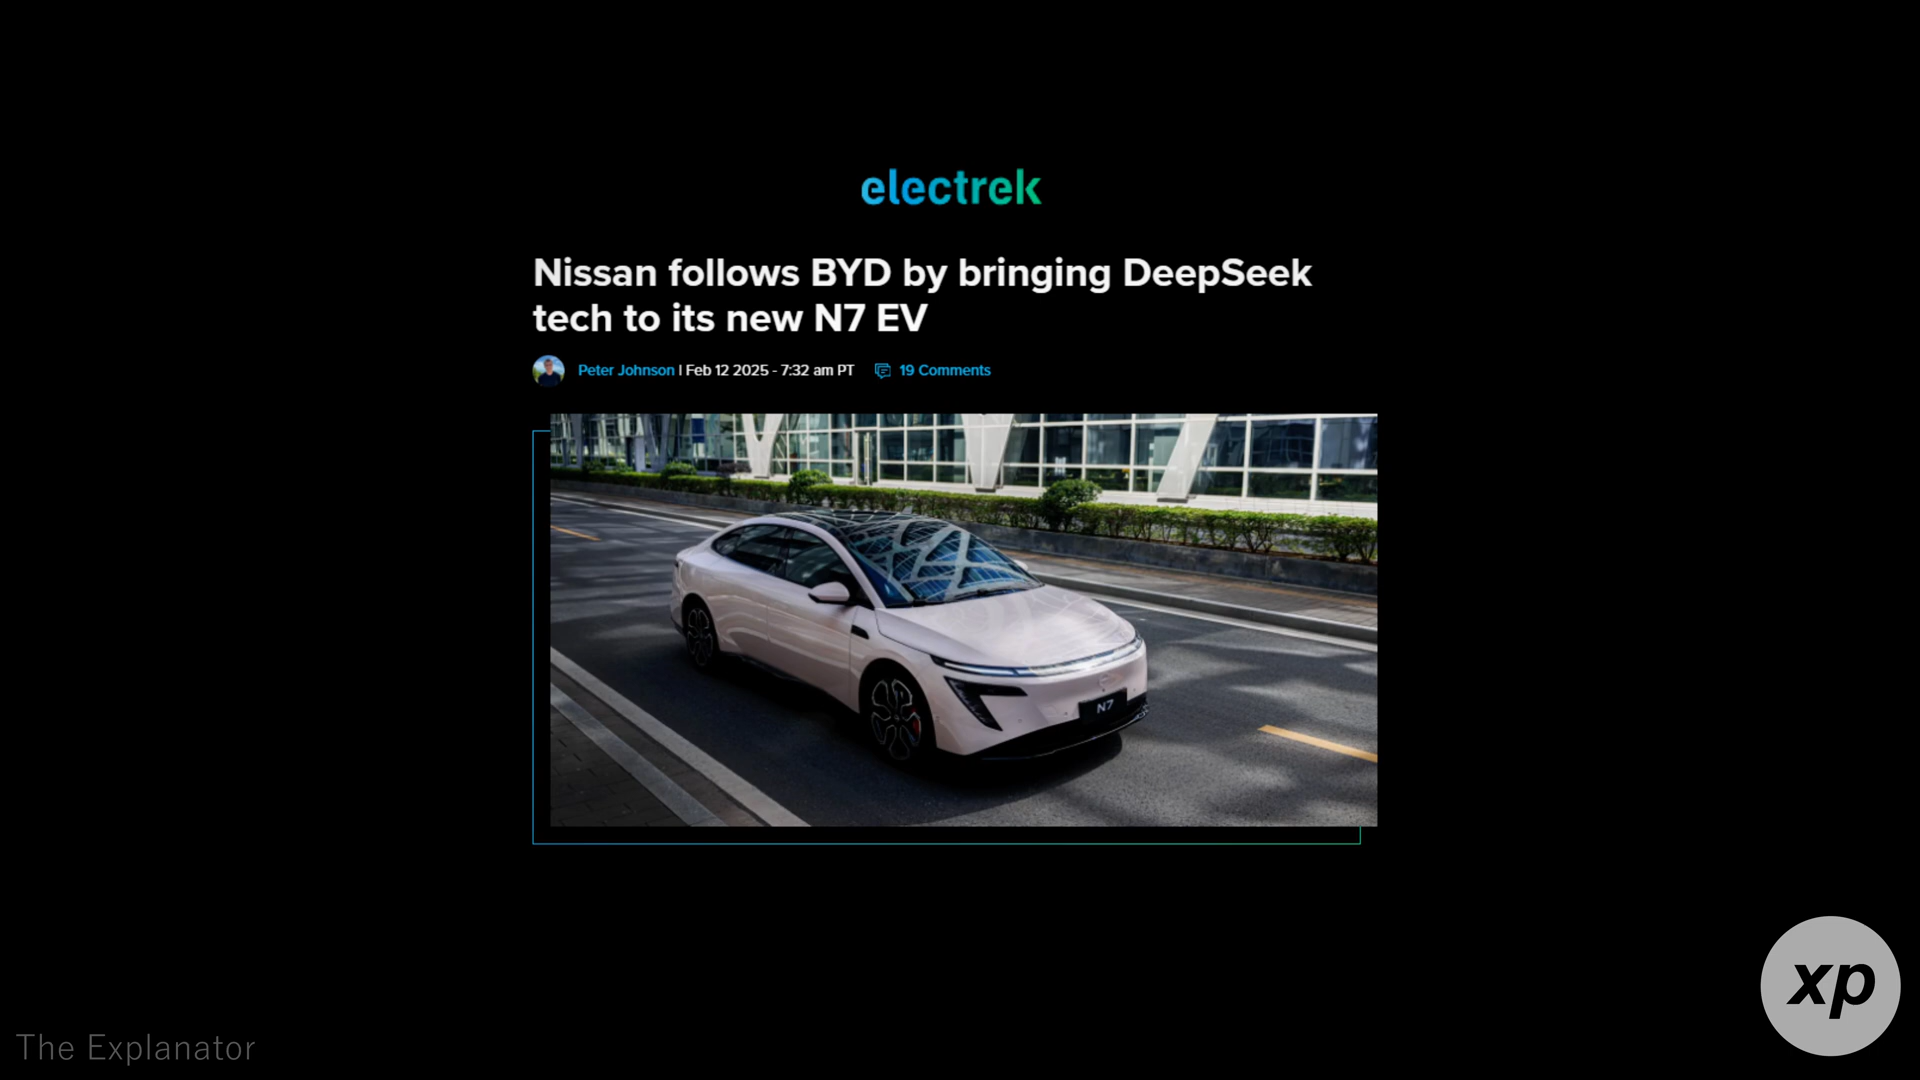 electrek
Nissan follows BYD by bringing DeepSeek
tech to its new N7 EV
Peter Johnson | Feb 12 2025 - 7:32 am PT 19 Comments
N7
The Explanator
xp